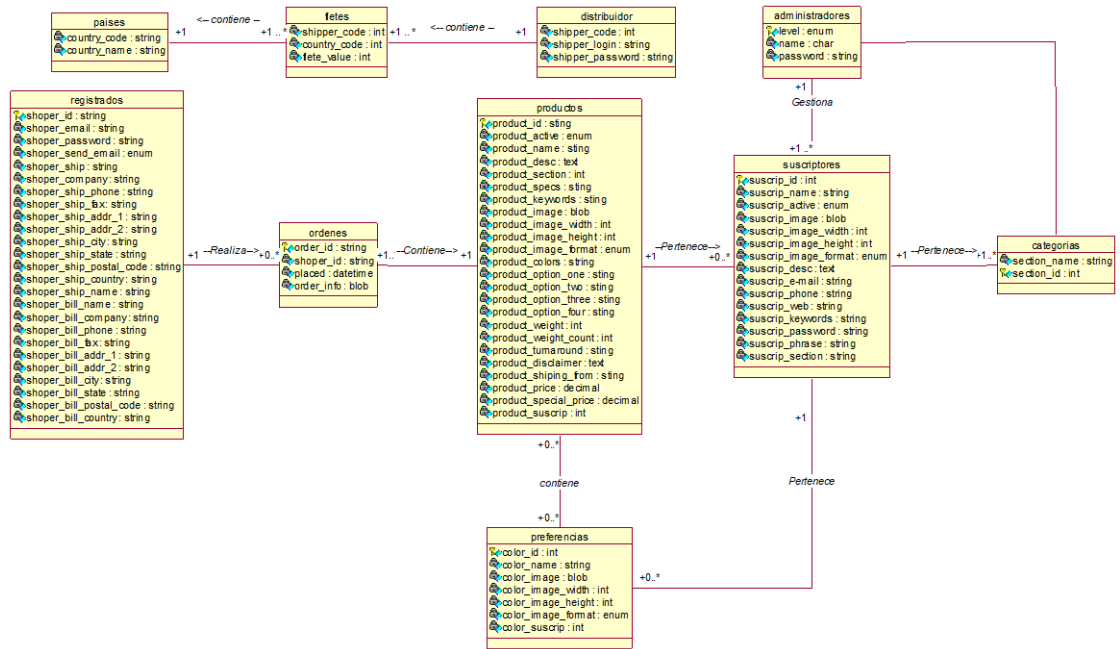 paises
country_code : string
country_name : string
+1
<-- contiene --
+1..*
fetes
shipper_code : int
country_code : int
fete_value : int
+1..*
<-- contiene --
+1
distribuidor
shipper_code : int
shipper_login : string
shipper_password : string
administradores
level : enum
name : char
password : string
+1
Gestiona
+1..*
registrados
shoper_id : string
shoper_email : string
shoper_password : string
shoper_send_email : enum
shoper_ship : string
shoper_company : string
shoper_ship_phone : string
shoper_ship_fax : string
shoper_ship_addr_1 : string
shoper_ship_addr_2 : string
shoper_ship_city : string
shoper_ship_state : string
shoper_ship_postal_code : string
shoper_ship_country : string
shoper_ship_name : string
shoper_bill_name : string
shoper_bill_company : string
shoper_bill_phone : string
shoper_bill_fax : string
shoper_bill_addr_1 : string
shoper_bill_addr_2 : string
shoper_bill_city : string
shoper_bill_state : string
shoper_bill_postal_code : string
shoper_bill_country : string
+1
--Realiza-->
+0..*
ordenes
order_id : string
shoper_id : string
placed : datetime
order_info : blob
+1..
--Contiene-->
+1
productos
product_id : sting
product_active : enum
product_name : sting
product_desc : text
product_section : int
product_specs : sting
product_keywords : sting
product_image : blob
product_image_width : int
product_image_height : int
product_image_format : enum
product_colors : string
product_option_one : sting
product_option_two : sting
product_option_three : sting
product_option_four : sting
product_weight : int
product_weight_count : int
product_turnaround : sting
product_disclaimer : text
product_shiping_from : sting
product_price : decimal
product_special_price : decimal
product_suscrip : int
+1
--Pertenece-->
+0..*
suscriptores
suscrip_id : int
suscrip_name : string
suscrip_active : enum
suscrip_image : blob
suscrip_image_width : int
suscrip_image_height : int
suscrip_image_format : enum
suscrip_desc : text
suscrip_e-mail : string
suscrip_phone : string
suscrip_web : string
suscrip_keywords : string
suscrip_password : string
suscrip_phrase : string
suscrip_section : string
+1
--Pertenece-->
+1..*
categorias
section_name : string
section_id : int
+0..*
contiene
+0..*
+1
Pertenece
+0..*
preferencias
color_id : int
color_name : string
color_image : blob
color_image_width : int
color_image_height : int
color_image_format : enum
color_suscrip : int